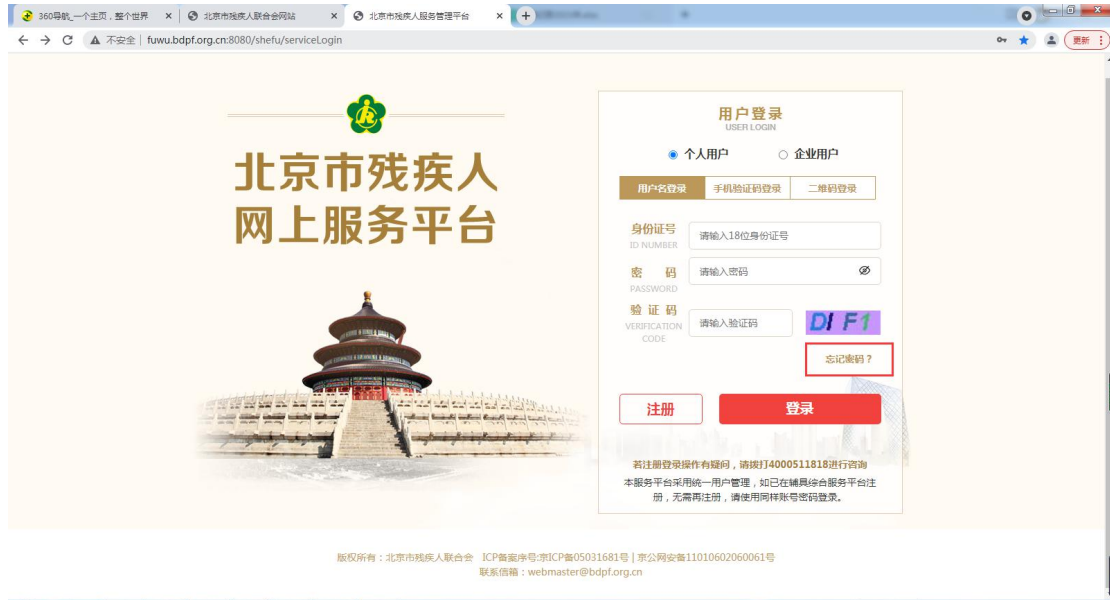 360导航_一个主页，整个世界
北京市残疾人联合会网站
北京市残疾人服务管理平台
不安全 | fuwu.bdpf.org.cn:8080/shefu/serviceLogin
更新
北京市残疾人
网上服务平台
用户登录
USER LOGIN
个人用户 企业用户
用户名登录 手机验证码登录 二维码登录
身份证号 请输入18位身份证号
ID NUMBER
密 码 请输入密码
PASSWORD
验 证 码 请输入验证码 DI F1
VERIFICATION
CODE
忘记密码？
注册 登录
若注册登录操作有疑问，请拨打4000511818进行咨询
本服务平台采用统一用户管理，如已在辅具综合服务平台注
册，无需再注册，请使用同样账号密码登录。
版权所有：北京市残疾人联合会 ICP备案序号:京ICP备05031681号 | 京公网安备11010602060061号
联系信箱：webmaster@bdpf.org.cn